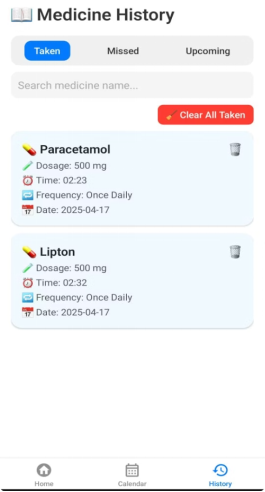 Medicine History
Taken Missed Upcoming
Search medicine name...
Clear All Taken
Paracetamol
Dosage: 500 mg
Time: 02:23
Frequency: Once Daily
Date: 2025-04-17
Lipton
Dosage: 500 mg
Time: 02:32
Frequency: Once Daily
Date: 2025-04-17
Home Calendar History